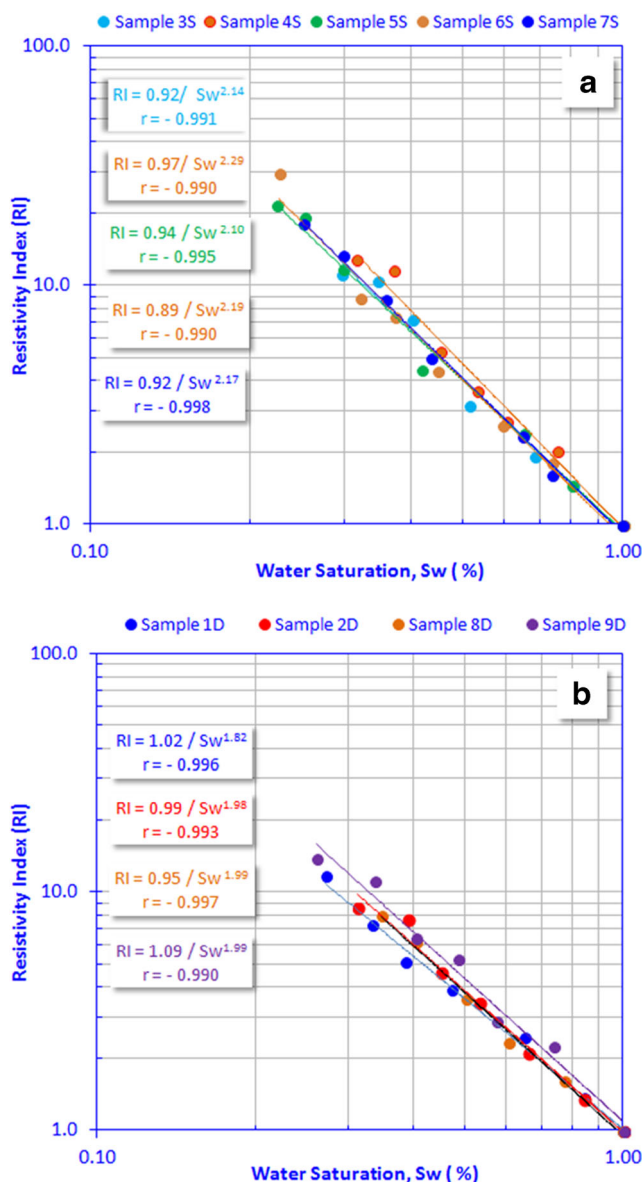 Sample 3S Sample 4S Sample 5S Sample 6S Sample 7S
100.0
a
RI = 0.92/ Sw2.14
r = - 0.991
RI = 0.97/ Sw2.29
r = - 0.990
RI = 0.94 / Sw2.10
r = - 0.995
RI = 0.89 / Sw2.19
r = - 0.990
RI = 0.92 / Sw2.17
r = - 0.998
Resistivity Index (RI)
10.0
1.0
0.10
1.00
Water Saturation, Sw ( %)
Sample 1D Sample 2D Sample 8D Sample 9D
100.0
b
RI = 1.02 / Sw1.82
r = - 0.996
RI = 0.99 / Sw1.98
r = - 0.993
RI = 0.95 / Sw1.99
r = - 0.997
RI = 1.09 / Sw1.99
r = - 0.990
Resistivity Index (RI)
10.0
1.0
0.10
1.00
Water Saturation, Sw ( %)